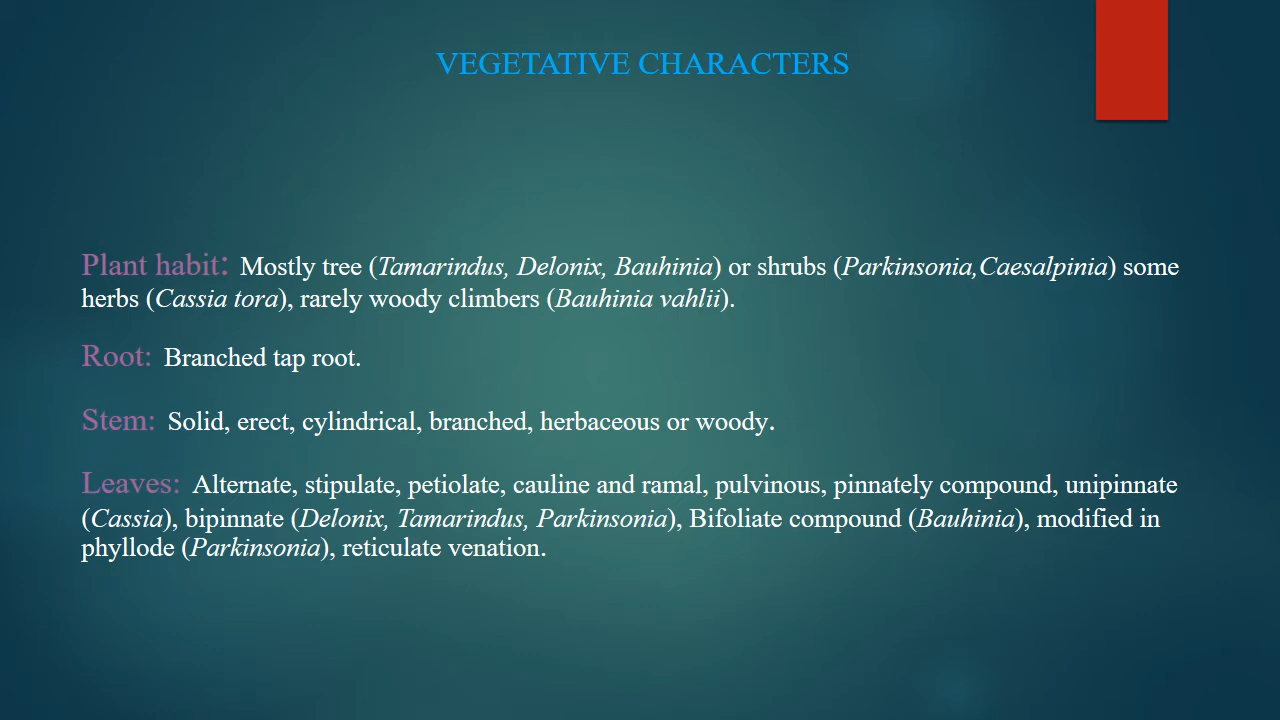 VEGETATIVE CHARACTERS
Plant habit: Mostly tree (Tamarindus, Delonix, Bauhinia) or shrubs (Parkinsonia,Caesalpinia) some
herbs (Cassia tora), rarely woody climbers (Bauhinia vahlii).
Root: Branched tap root.
Stem: Solid, erect, cylindrical, branched, herbaceous or woody.
Leaves: Alternate, stipulate, petiolate, cauline and ramal, pulvinous, pinnately compound, unipinnate
(Cassia), bipinnate (Delonix, Tamarindus, Parkinsonia), Bifoliate compound (Bauhinia), modified in
phyllode (Parkinsonia), reticulate venation.